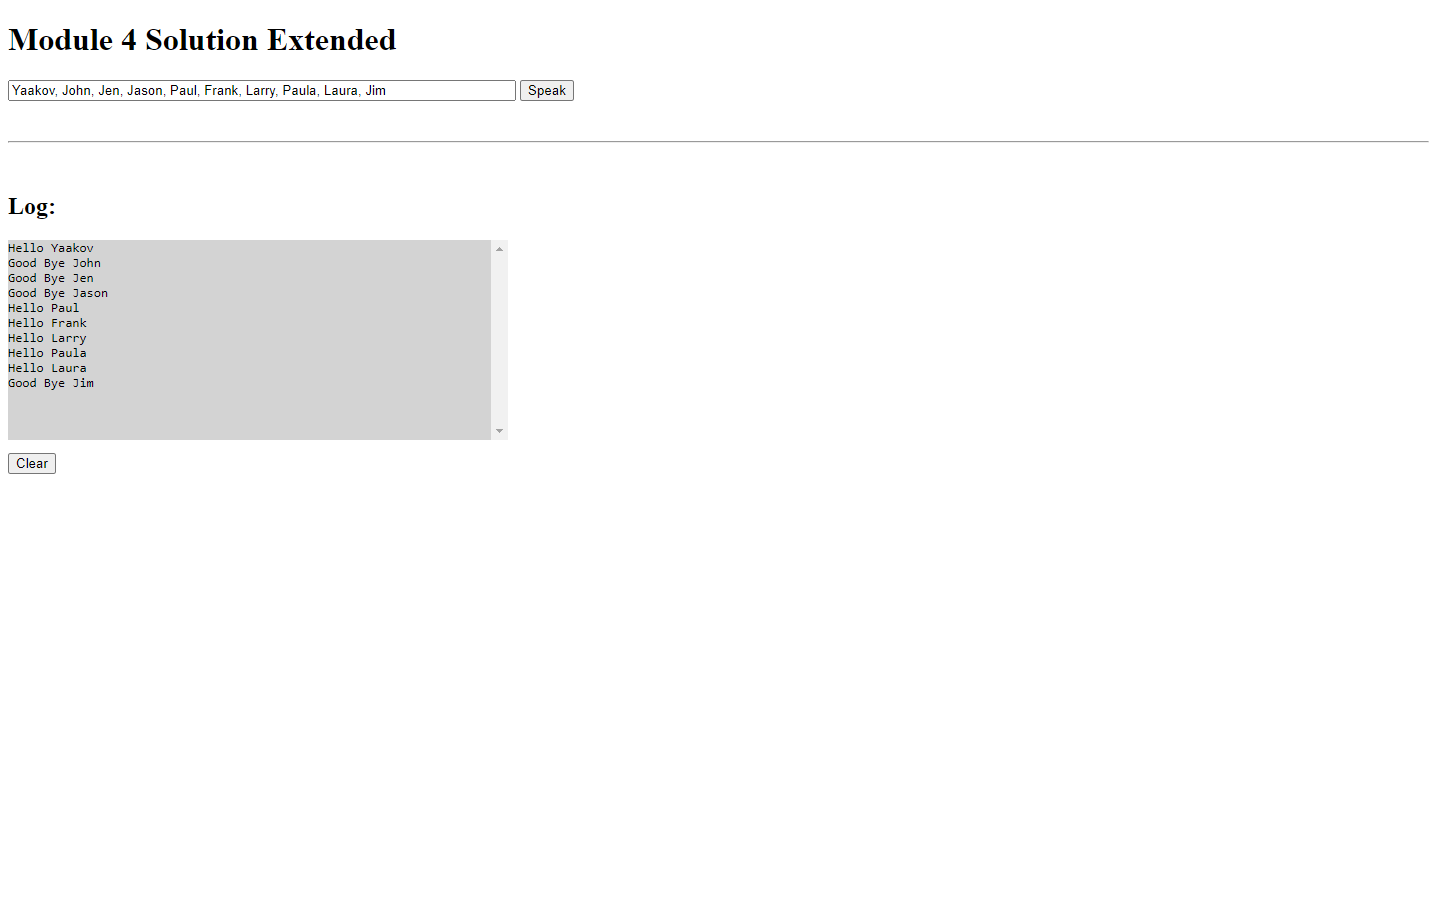 Module 4 Solution Extended
Yaakov, John, Jen, Jason, Paul, Frank, Larry, Paula, Laura, Jim Speak
Log:
Hello Yaakov
Good Bye John
Good Bye Jen
Good Bye Jason
Hello Paul
Hello Frank
Hello Larry
Hello Paula
Hello Laura
Good Bye Jim
Clear